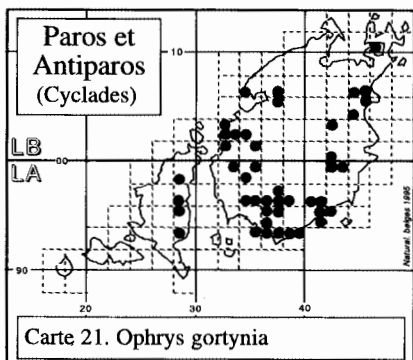 Paros et
Antiparos
(Cyclades)
10
LB
00
LA
90
20
30
40
Natural. belges 1995
Carte 21. Ophrys gortynia